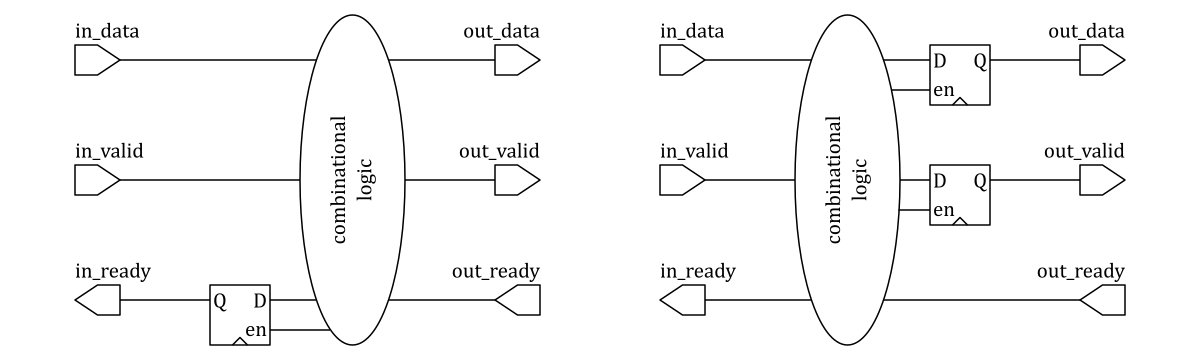 in_data
out_data
in_valid
out_valid
combinational
logic
in_ready
out_ready
Q D
en
in_data
out_data
D Q
en
in_valid
out_valid
combinational
logic
D Q
en
in_ready
out_ready